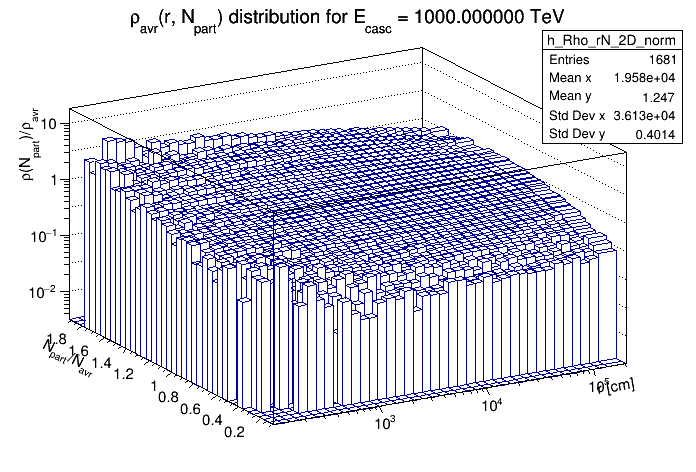 ρavr(r, Npart) distribution for Ecasc = 1000.000000 TeV
h_Rho_rN_2D_norm
Entries 1681
Mean x 1.958e+04
Mean y 1.247
Std Dev x 3.613e+04
Std Dev y 0.4014
ρ(Npart)/ρavr
10
1
10⁻¹
10⁻²
1.8
1.6
1.4
1.2
1
0.8
0.6
0.4
0.2
Npart/Navr
10³
10⁴
10⁵
[cm]